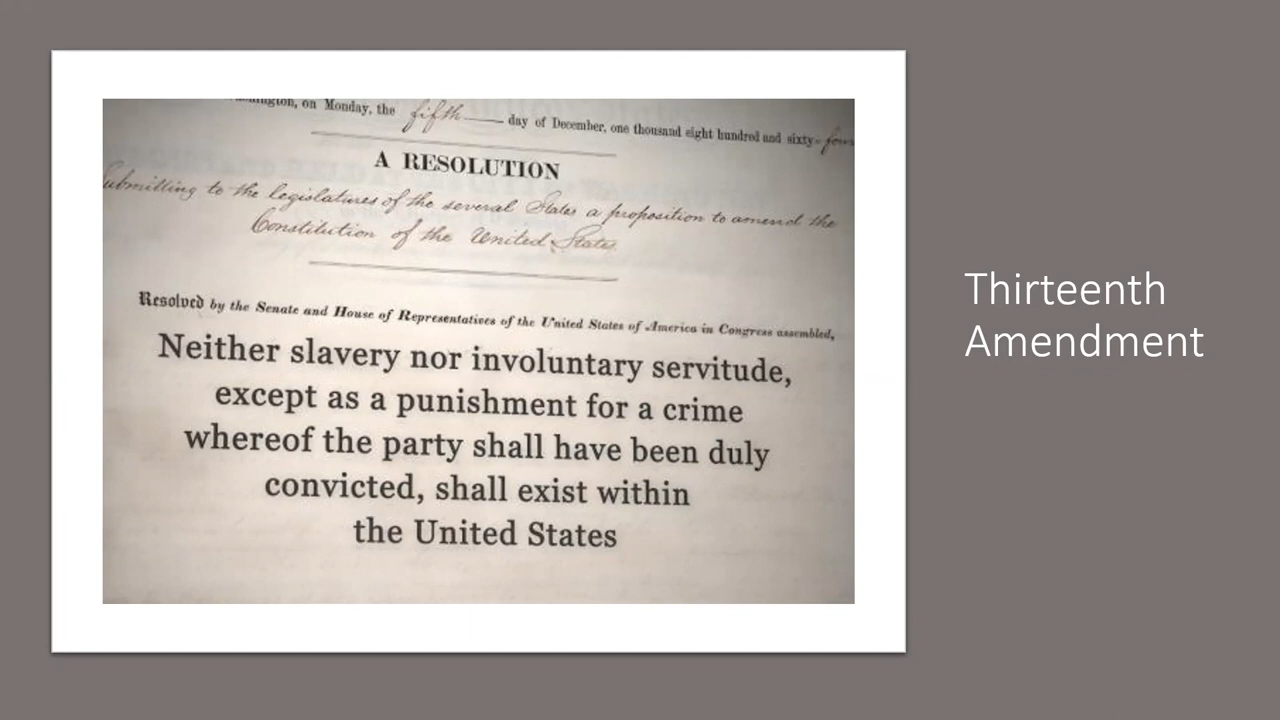 on Monday, the fifth day of December, one thousand eight hundred and sixty-four
A RESOLUTION
Submitting to the legislatures of the several States a proposition to amend the
Constitution of the United States
Resolved by the Senate and House of Representatives of the United States of America in Congress assembled,
Neither slavery nor involuntary servitude,
except as a punishment for a crime
whereof the party shall have been duly
convicted, shall exist within
the United States
Thirteenth
Amendment